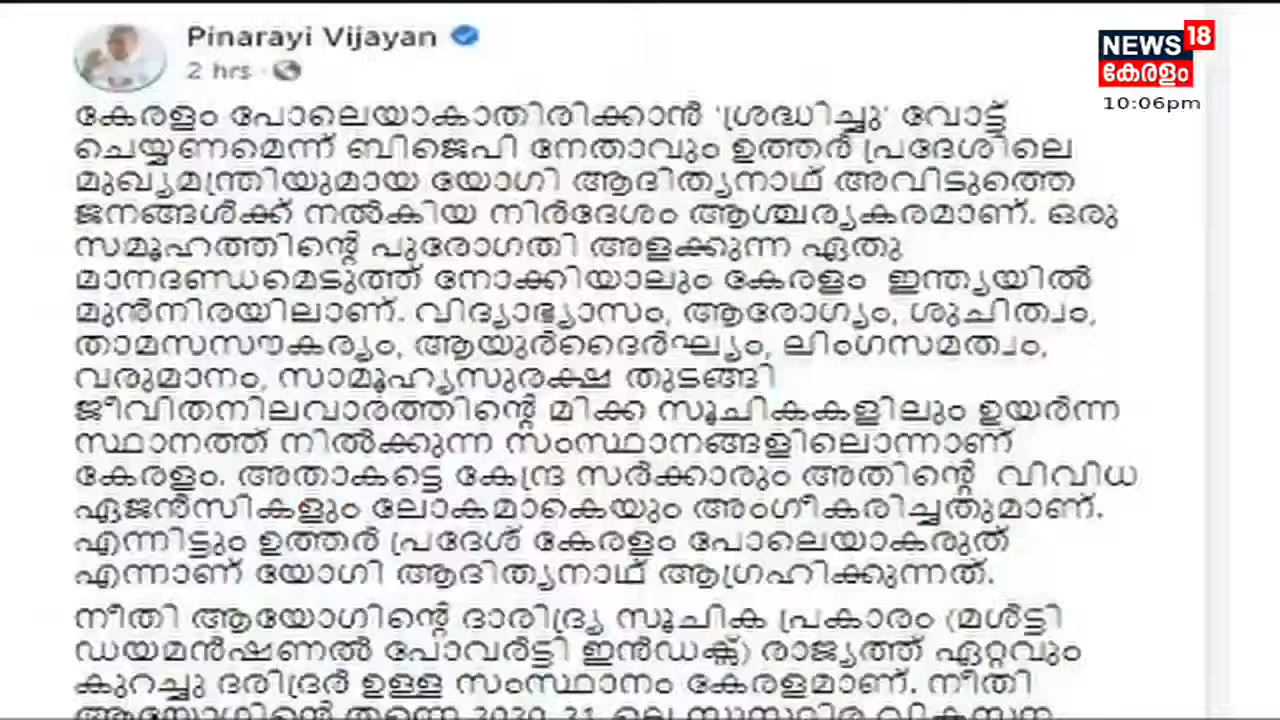 Pinarayi Vijayan
2 hrs ·
NEWS 18
കേരളം
10:06pm
കേരളം പോലെയാകാതിരിക്കാൻ 'ശ്രദ്ധിച്ചു' വോട്ട്
ചെയ്യണമെന്ന് ബിജെപി നേതാവും ഉത്തർ പ്രദേശിലെ
മുഖ്യമന്ത്രിയുമായ യോഗി ആദിത്യനാഥ് അവിടുത്തെ
ജനങ്ങൾക്ക് നൽകിയ നിർദേശം ആശ്ചര്യകരമാണ്. ഒരു
സമൂഹത്തിന്റെ പുരോഗതി അളക്കുന്ന ഏതു
മാനദണ്ഡമെടുത്ത് നോക്കിയാലും കേരളം ഇന്ത്യയിൽ
മുൻനിരയിലാണ്. വിദ്യാഭ്യാസം, ആരോഗ്യം, ശുചിത്വം,
താമസസൗകര്യം, ആയുർദൈർഘ്യം, ലിംഗസമത്വം,
വരുമാനം, സാമൂഹ്യസുരക്ഷ തുടങ്ങി
ജീവിതനിലവാരത്തിന്റെ മിക്ക സൂചികകളിലും ഉയർന്ന
സ്ഥാനത്ത് നിൽക്കുന്ന സംസ്ഥാനങ്ങളിലൊന്നാണ്
കേരളം. അതാകട്ടെ കേന്ദ്ര സർക്കാരും അതിന്റെ വിവിധ
ഏജൻസികളും ലോകമാകെയും അംഗീകരിച്ചതുമാണ്.
എന്നിട്ടും ഉത്തർ പ്രദേശ് കേരളം പോലെയാകരുത്
എന്നാണ് യോഗി ആദിത്യനാഥ് ആഗ്രഹിക്കുന്നത്.
നീതി ആയോഗിന്റെ ദാരിദ്ര്യ സൂചിക പ്രകാരം (മൾട്ടി
ഡയമൻഷണൽ പോവർട്ടി ഇൻഡക്സ്) രാജ്യത്ത് ഏറ്റവും
കുറച്ചു ദരിദ്രർ ഉള്ള സംസ്ഥാനം കേരളമാണ്. നീതി
ആയോഗിന്റെ തന്നെ 2020-21 ലെ സുസ്ഥിര വികസന